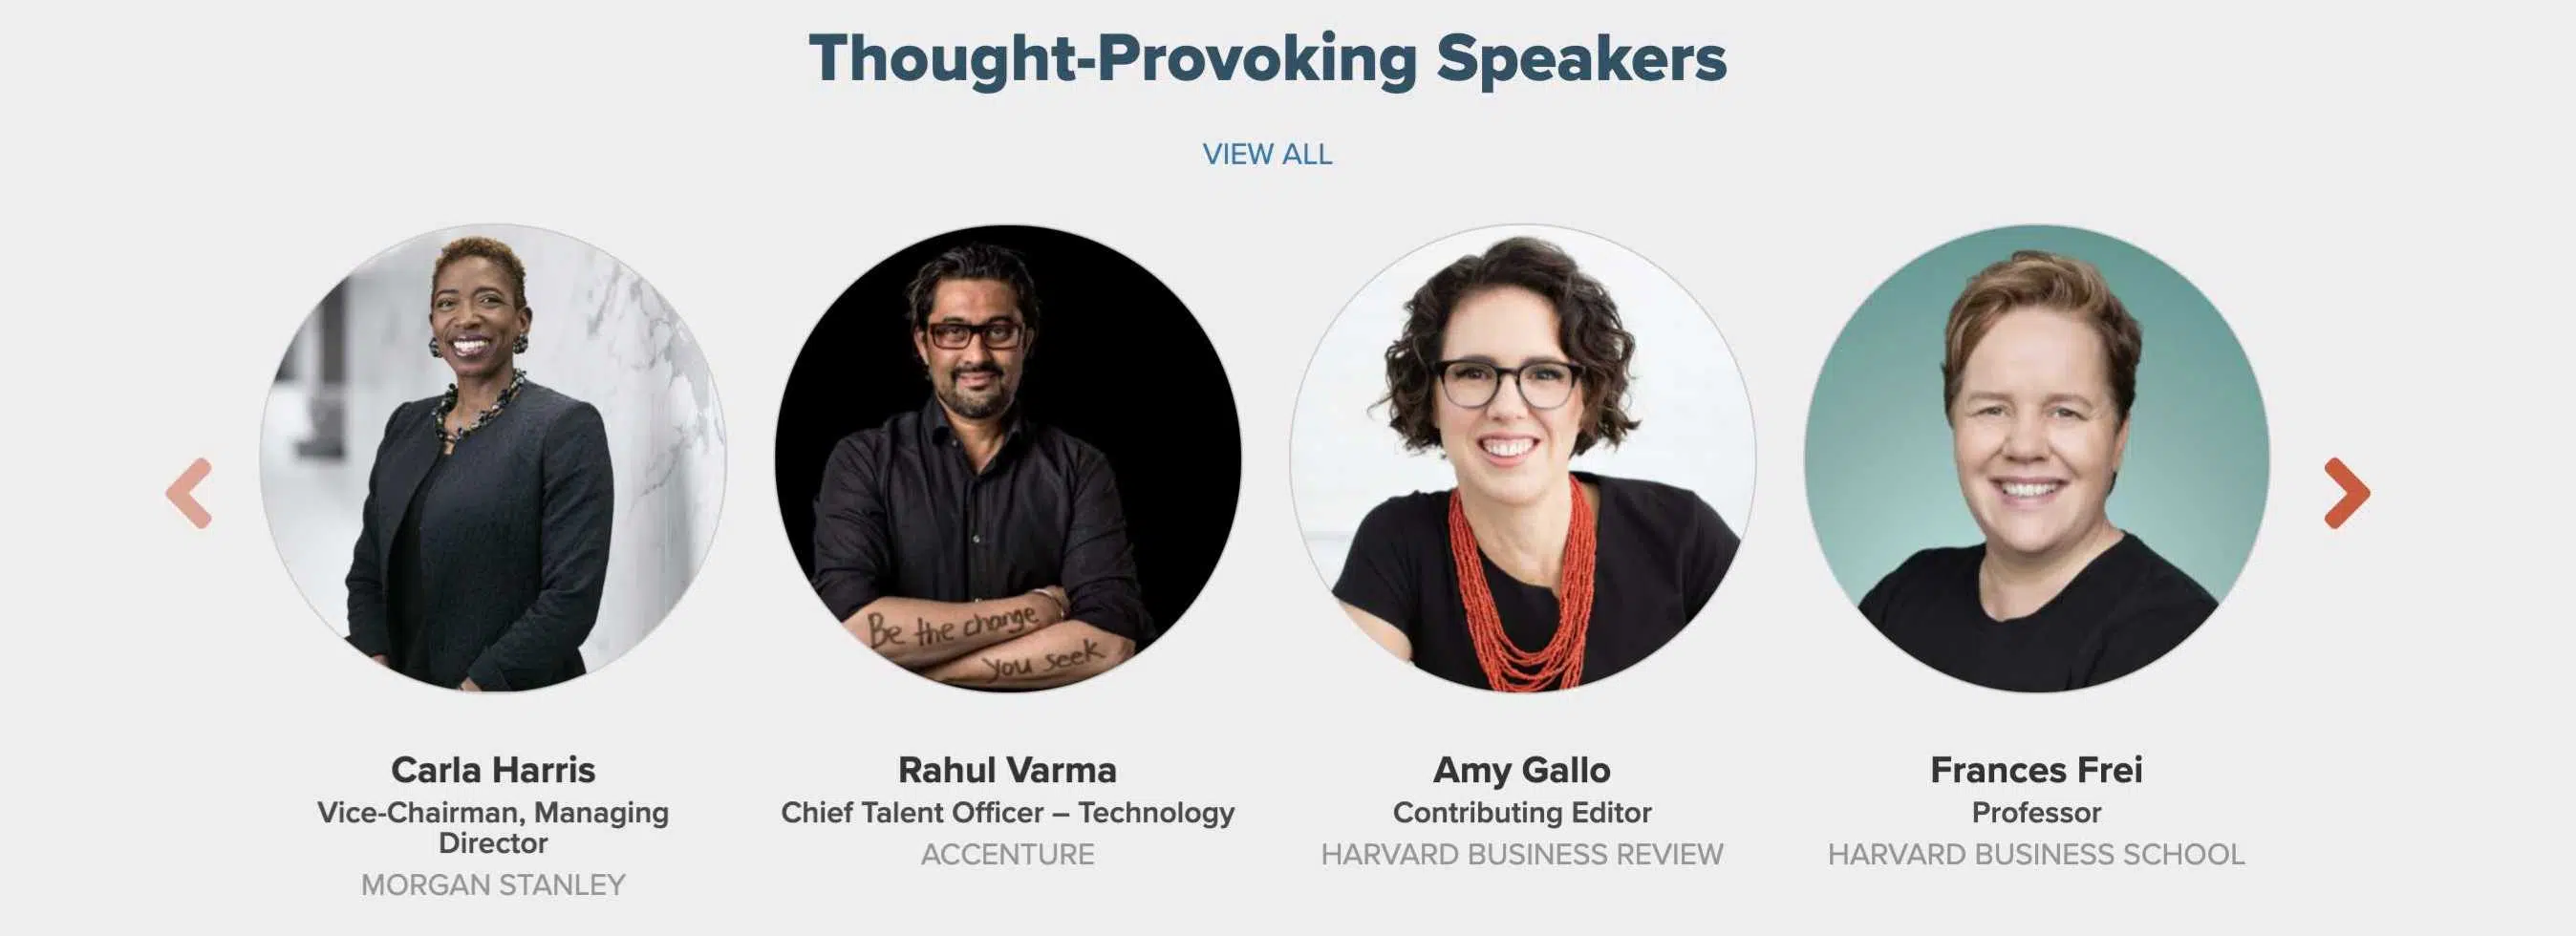 Thought-Provoking Speakers
VIEW ALL
Be the change
you seek
Carla Harris
Vice-Chairman, Managing
Director
MORGAN STANLEY
Rahul Varma
Chief Talent Officer – Technology
ACCENTURE
Amy Gallo
Contributing Editor
HARVARD BUSINESS REVIEW
Frances Frei
Professor
HARVARD BUSINESS SCHOOL